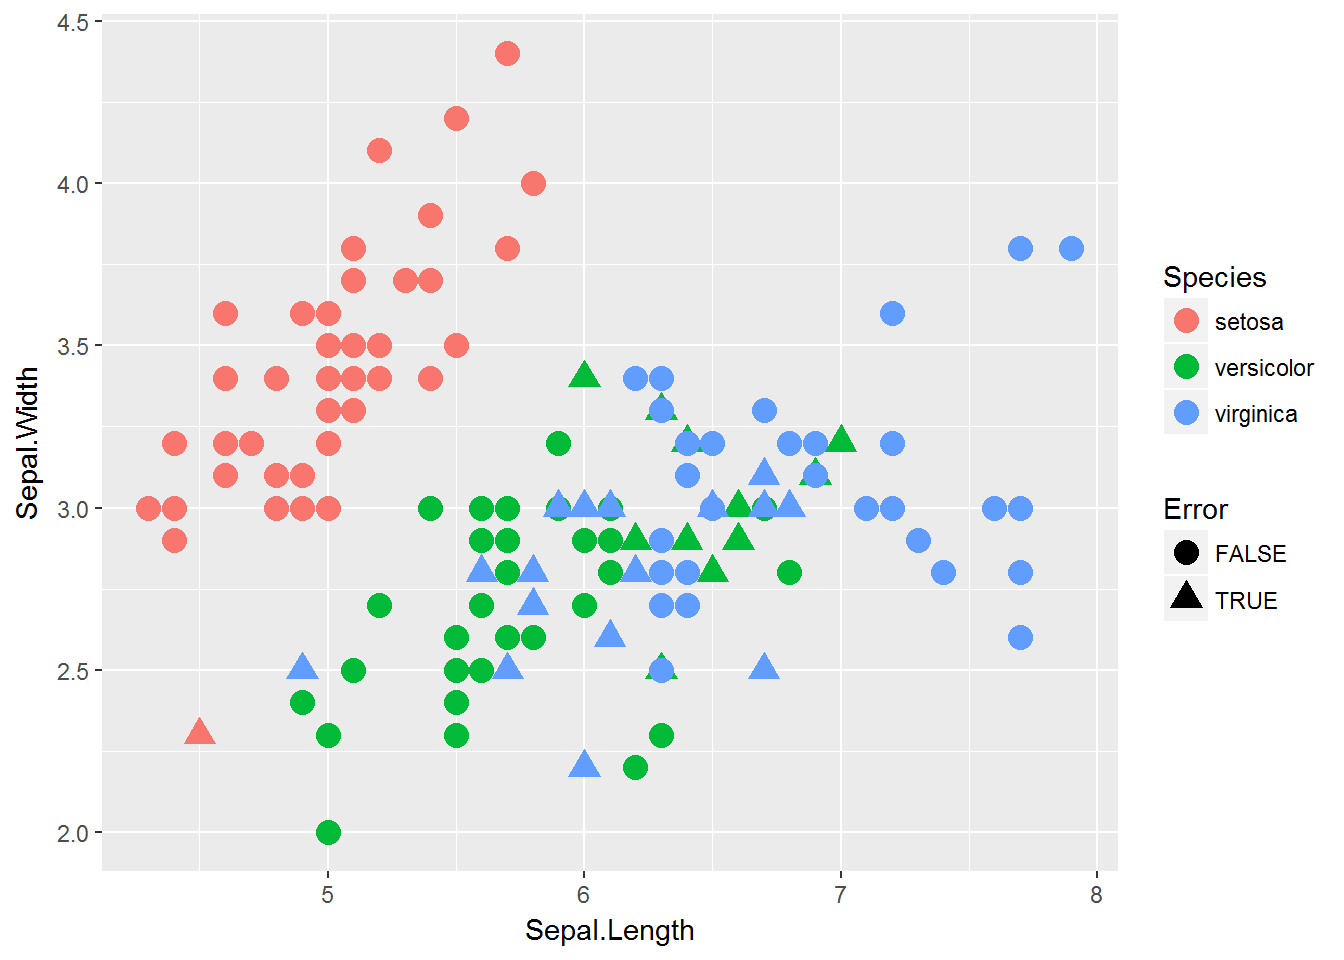 4.5
4.0
3.5
3.0
2.5
2.0
Sepal.Width
5
6
7
8
Sepal.Length
Species
setosa
versicolor
virginica
Error
FALSE
TRUE